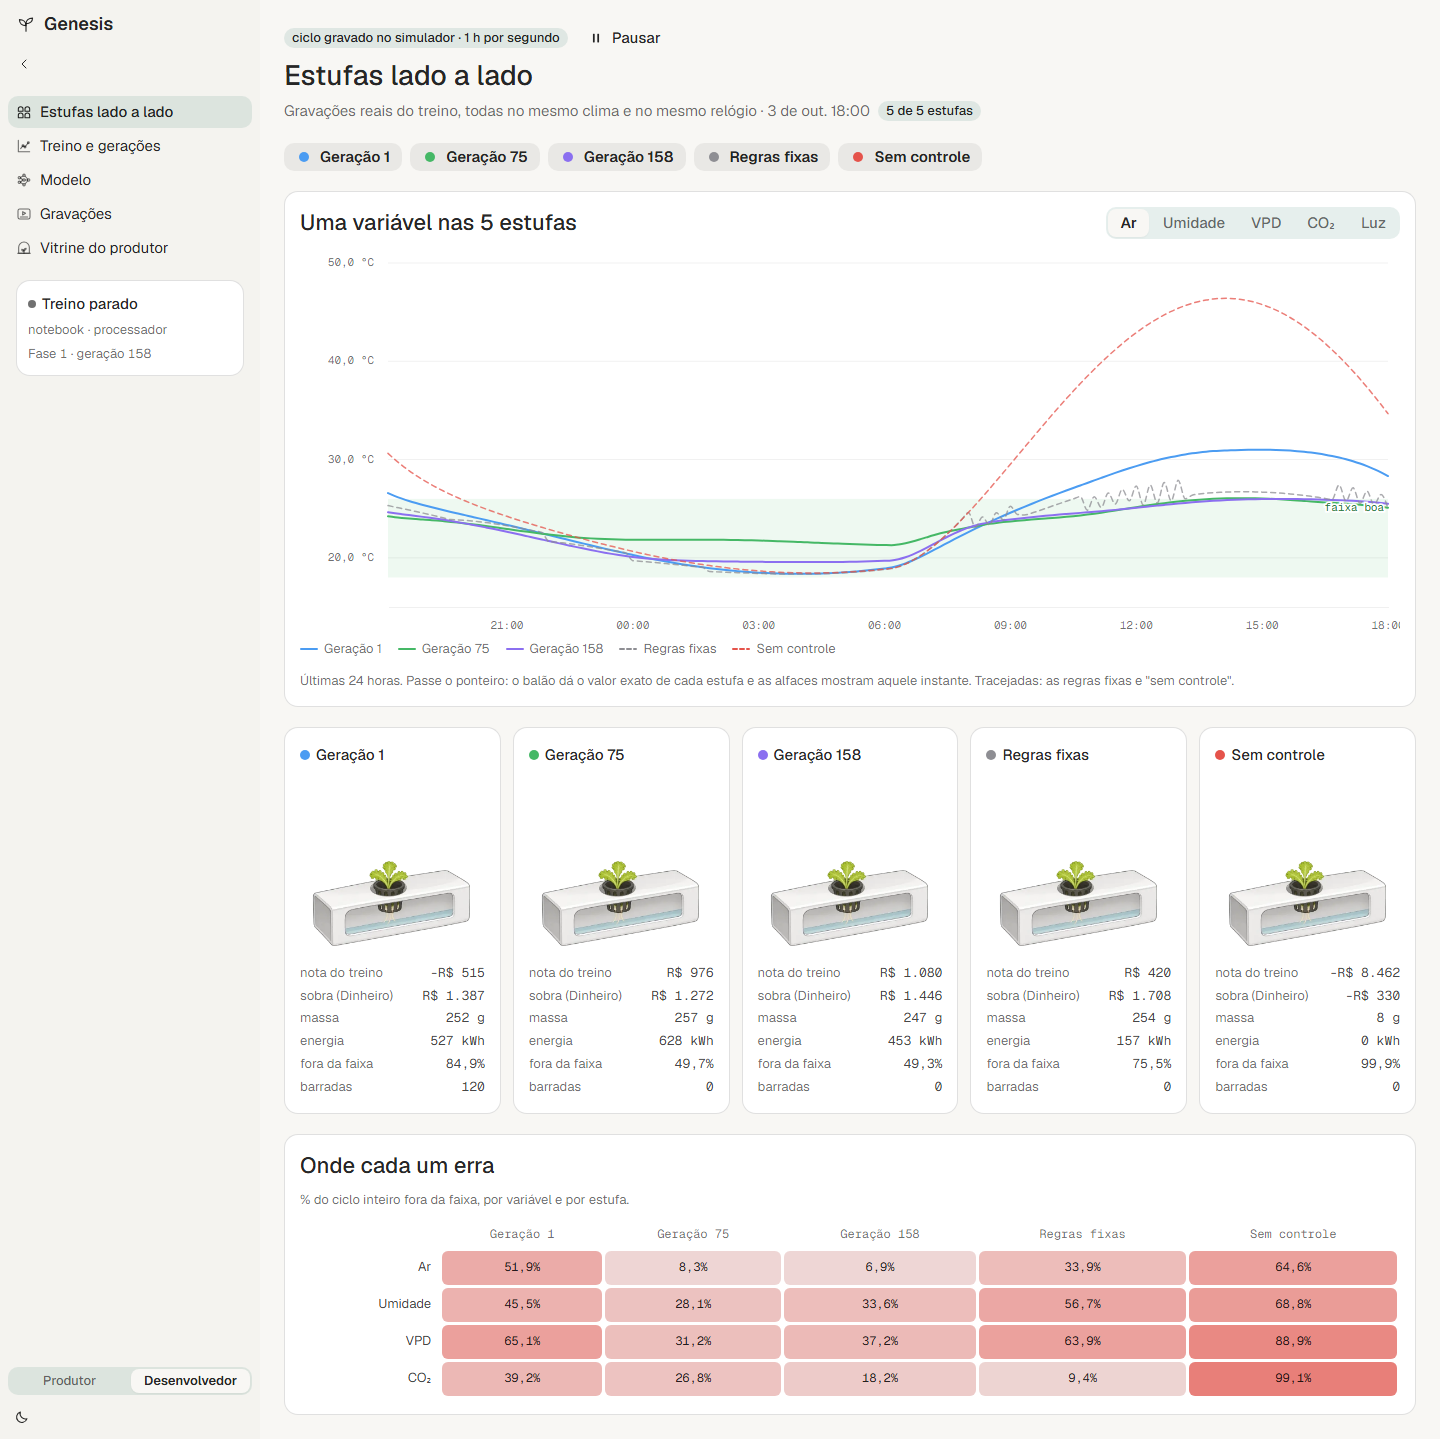 Genesis
Estufas lado a lado
Treino e gerações
Modelo
Gravações
Vitrine do produtor
Treino parado
notebook · processador
Fase 1 · geração 158
Produtor Desenvolvedor
ciclo gravado no simulador · 1 h por segundo Pausar
Estufas lado a lado
Gravações reais do treino, todas no mesmo clima e no mesmo relógio · 3 de out. 18:00 5 de 5 estufas
Geração 1 Geração 75 Geração 158 Regras fixas Sem controle
Uma variável nas 5 estufas
Ar Umidade VPD CO₂ Luz
50,0 °C
40,0 °C
30,0 °C
faixa boa
20,0 °C
21:00 00:00 03:00 06:00 09:00 12:00 15:00 18:00
Geração 1 Geração 75 Geração 158 Regras fixas Sem controle
Últimas 24 horas. Passe o ponteiro: o balão dá o valor exato de cada estufa e as alfaces mostram aquele instante. Tracejadas: as regras fixas e "sem controle".
Geração 1
nota do treino -R$ 515
sobra (Dinheiro) R$ 1.387
massa 252 g
energia 527 kWh
fora da faixa 84,9%
barradas 120
Geração 75
nota do treino R$ 976
sobra (Dinheiro) R$ 1.272
massa 257 g
energia 628 kWh
fora da faixa 49,7%
barradas 0
Geração 158
nota do treino R$ 1.080
sobra (Dinheiro) R$ 1.446
massa 247 g
energia 453 kWh
fora da faixa 49,3%
barradas 0
Regras fixas
nota do treino R$ 420
sobra (Dinheiro) R$ 1.708
massa 254 g
energia 157 kWh
fora da faixa 75,5%
barradas 0
Sem controle
nota do treino -R$ 8.462
sobra (Dinheiro) -R$ 330
massa 8 g
energia 0 kWh
fora da faixa 99,9%
barradas 0
Onde cada um erra
% do ciclo inteiro fora da faixa, por variável e por estufa.
Geração 1 Geração 75 Geração 158 Regras fixas Sem controle
Ar 51,9% 8,3% 6,9% 33,9% 64,6%
Umidade 45,5% 28,1% 33,6% 56,7% 68,8%
VPD 65,1% 31,2% 37,2% 63,9% 88,9%
CO₂ 39,2% 26,8% 18,2% 9,4% 99,1%